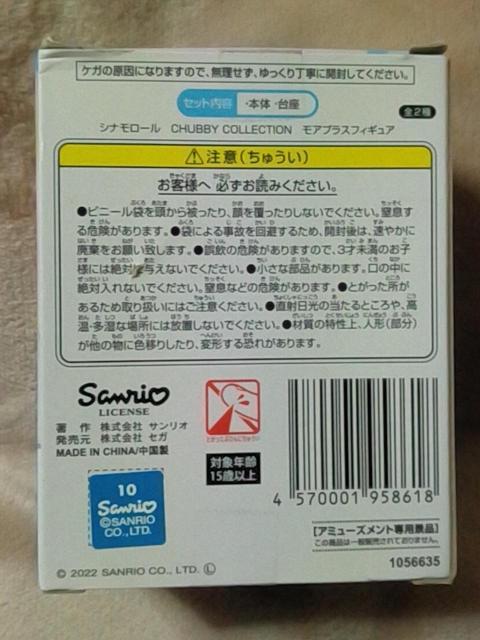 ケガの原因になりますので、無理せず、ゆっくり丁寧に開封してください。
セット内容 ・本体・台座
全2種
シナモロール CHUBBY COLLECTION モアプラスフィギュア
⚠注意(ちゅうい)
お客様へ 必ずお読みください。
●ビニール袋を頭から被ったり、顔を覆ったりしないでください。窒息す
る危険があります。●袋による事故を回避するため、開封後は、速やかに
廃棄をお願い致します。●誤飲の危険がありますので、3才未満のお子
様には絶対与えないでください。●小さな部品があります。口の中に
絶対入れないでください。窒息などの危険があります。●とがった所が
あるため取り扱いにはご注意ください。●直射日光の当たるところや、高
温・多湿な場所には放置しないでください。●材質の特性上、人形(部分)
が他の物に色移りしたり、変形する恐れがあります。
Sanrio
LICENSE
著作 株式会社 サンリオ
発売元 株式会社 セガ
MADE IN CHINA/中国製
とがったぶぶんにちゅうい
対象年齢
15歳以上
4 570001 958618
10
Sanrio
©SANRIO
CO., LTD.
[アミューズメント専用景品]
この商品は一般販売されておりません
© 2022 SANRIO CO., LTD. Ⓛ
1056635